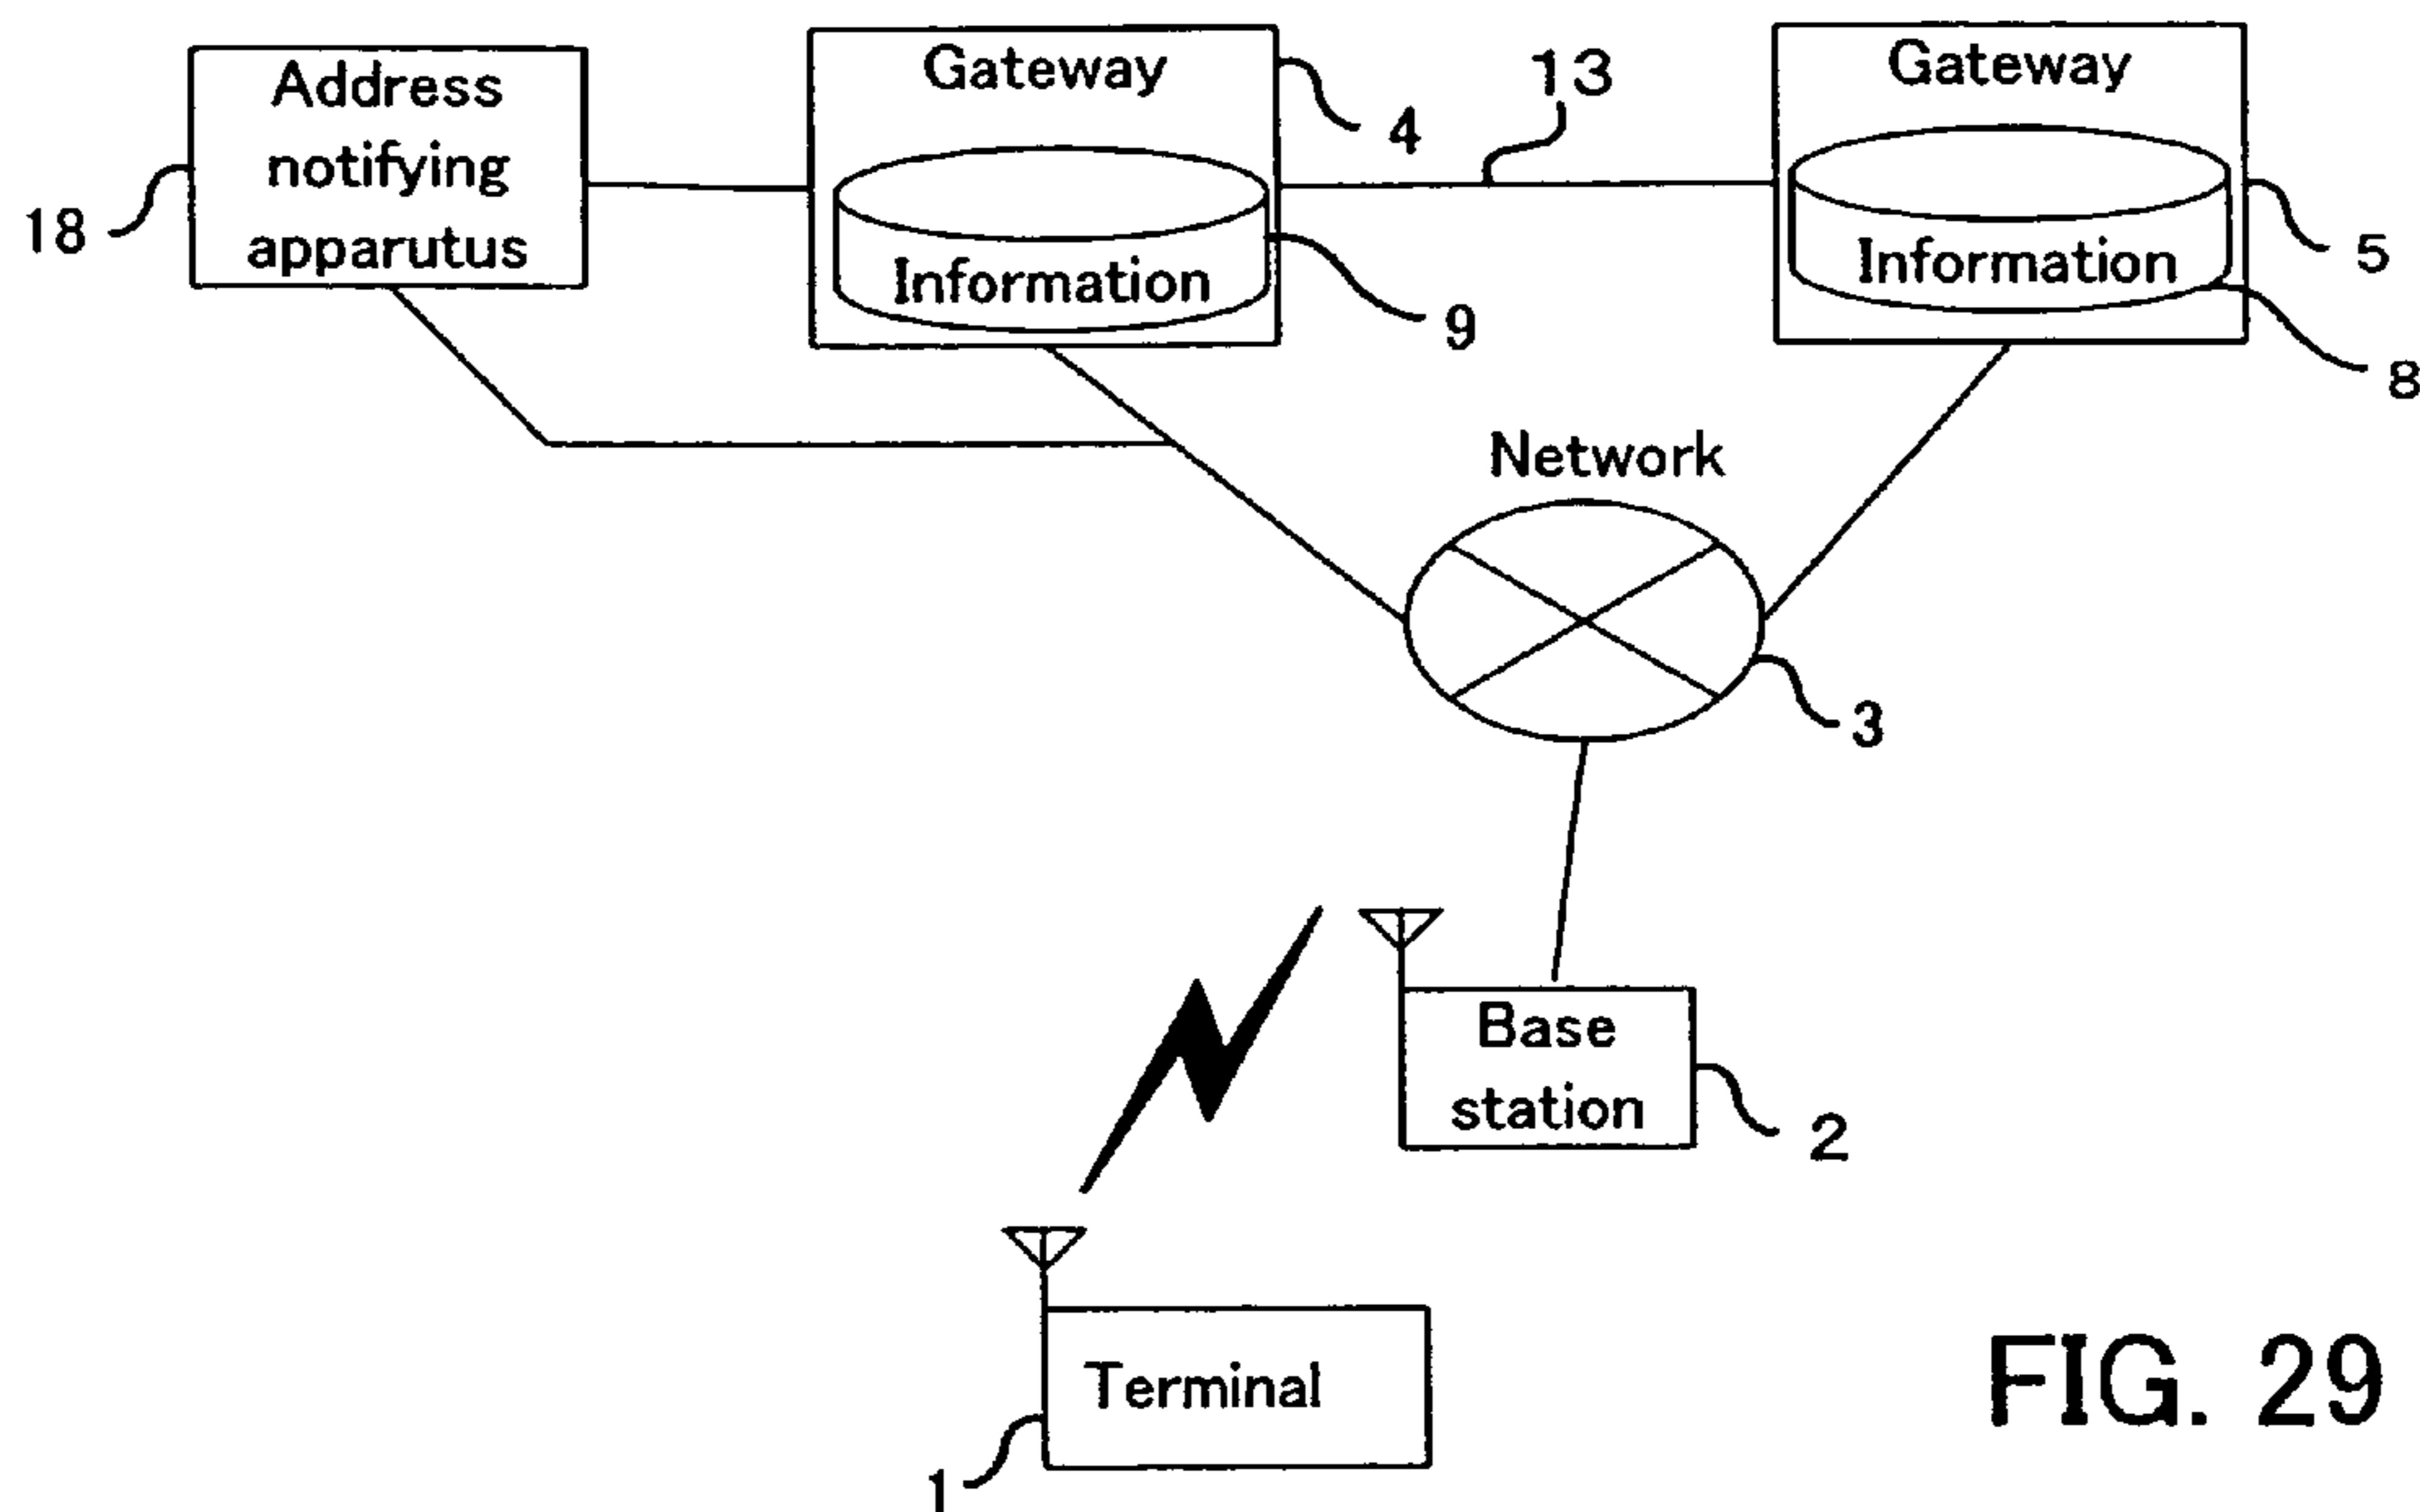 Address
notifying
apparutus
18
Gateway
4
Information
9
13
Gateway
5
Information
8
Network
3
Base
station
2
Terminal
1
FIG. 29